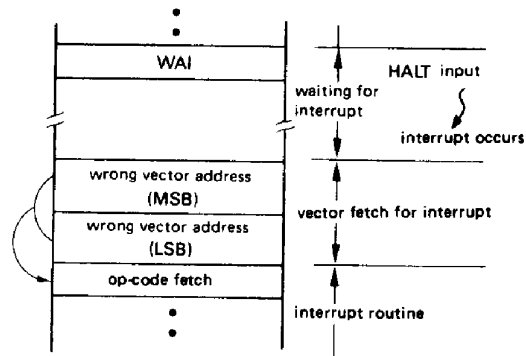 WAI
HALT input
waiting for
interrupt
interrupt occurs
wrong vector address
(MSB)
vector fetch for interrupt
wrong vector address
(LSB)
op-code fetch
interrupt routine